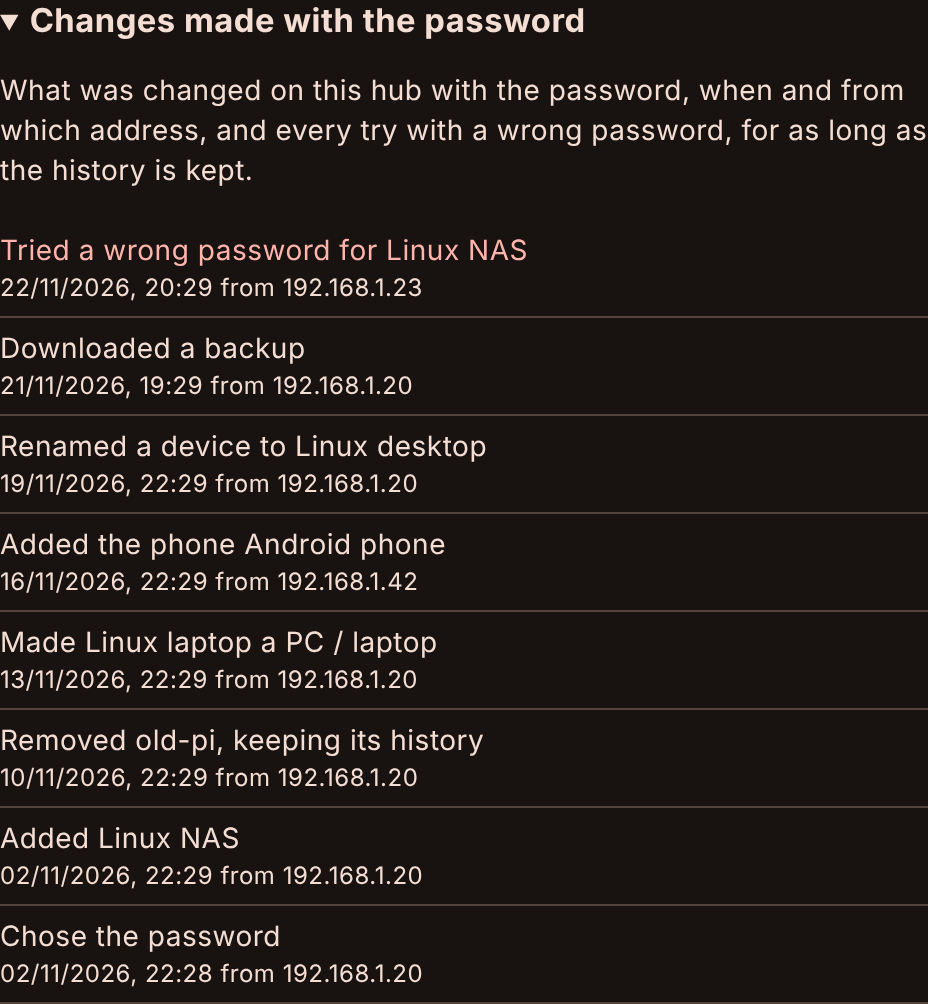 ▼ Changes made with the password
What was changed on this hub with the password, when and from
which address, and every try with a wrong password, for as long as
the history is kept.
Tried a wrong password for Linux NAS
22/11/2026, 20:29 from 192.168.1.23
Downloaded a backup
21/11/2026, 19:29 from 192.168.1.20
Renamed a device to Linux desktop
19/11/2026, 22:29 from 192.168.1.20
Added the phone Android phone
16/11/2026, 22:29 from 192.168.1.42
Made Linux laptop a PC / laptop
13/11/2026, 22:29 from 192.168.1.20
Removed old-pi, keeping its history
10/11/2026, 22:29 from 192.168.1.20
Added Linux NAS
02/11/2026, 22:29 from 192.168.1.20
Chose the password
02/11/2026, 22:28 from 192.168.1.20